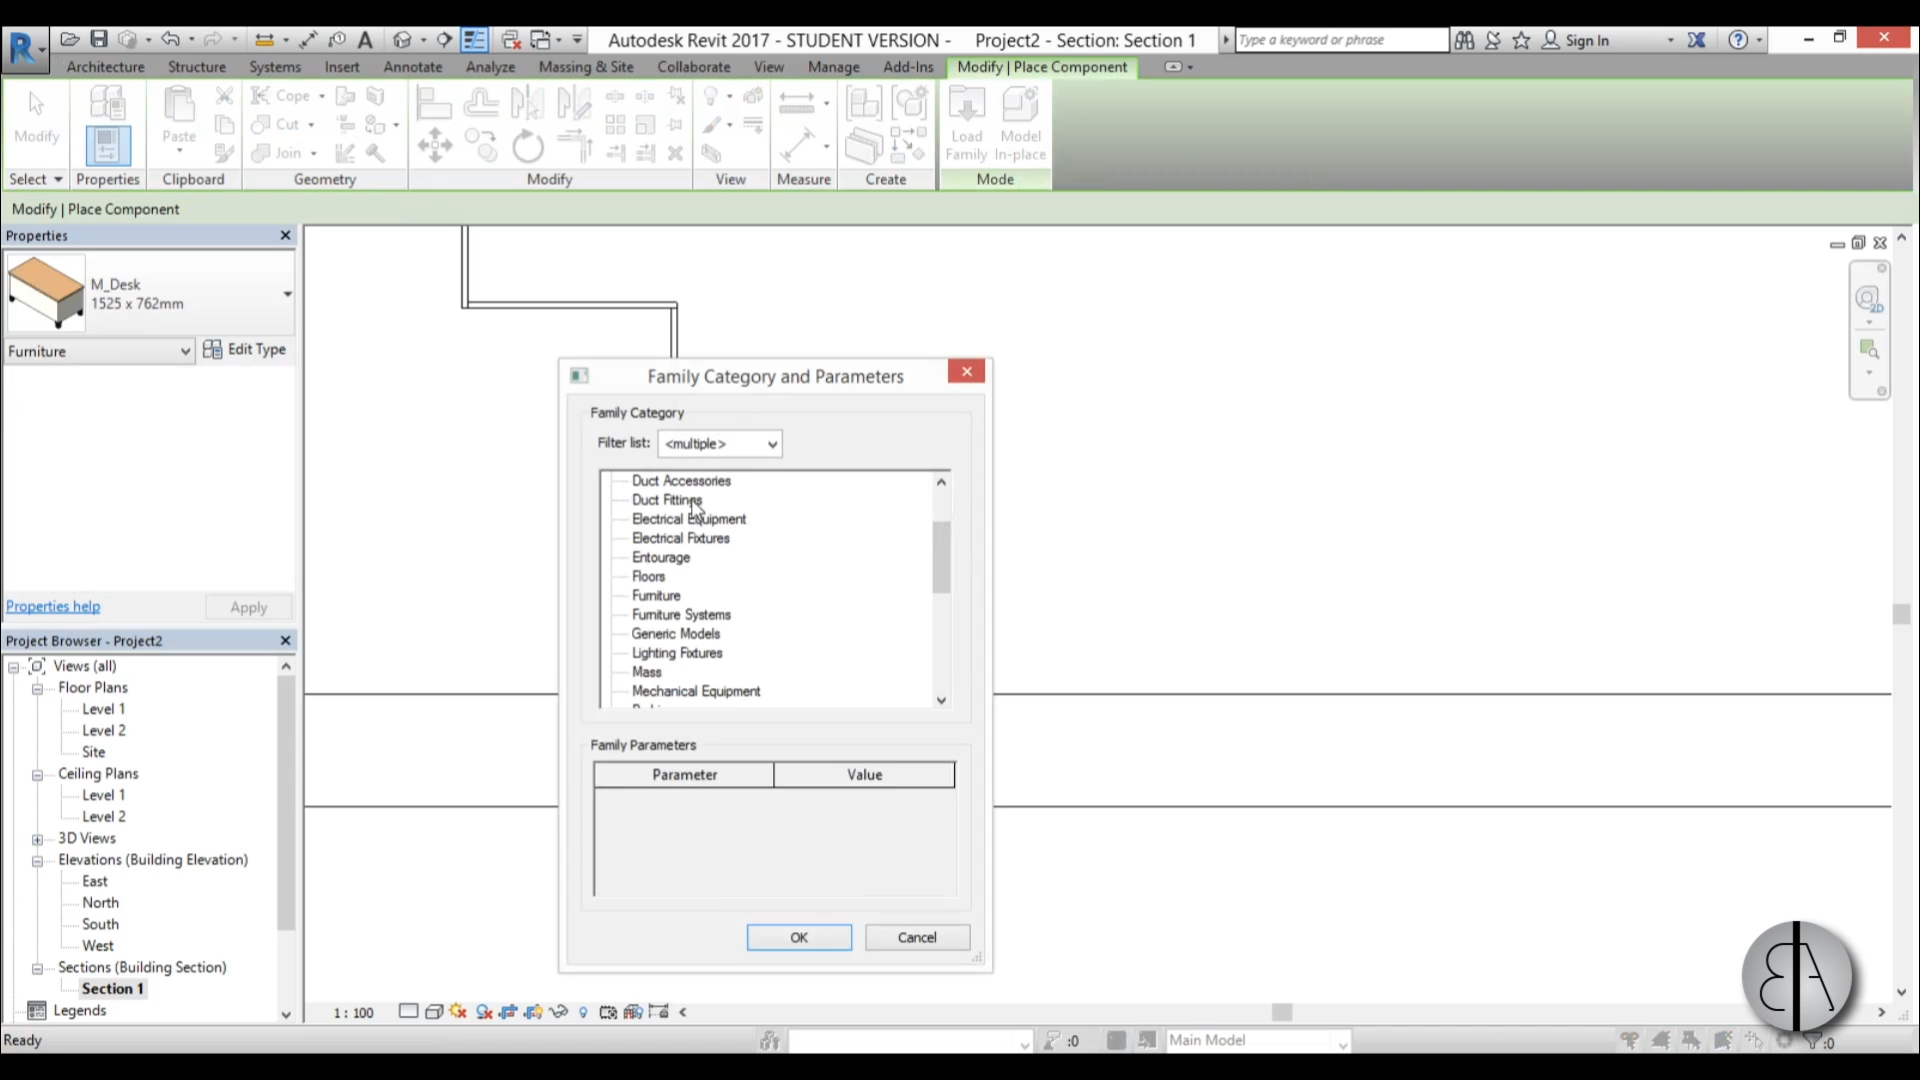 Autodesk Revit 2017 - STUDENT VERSION - Project2 - Section: Section 1
Type a keyword or phrase
Sign In
Architecture Structure Systems Insert Annotate Analyze Massing & Site Collaborate View Manage Add-Ins Modify | Place Component
Modify
Paste
Cope
Cut
Join
Load Family
Model In-place
Select Properties Clipboard Geometry Modify View Measure Create Mode
Modify | Place Component
Properties
M_Desk
1525 x 762mm
Furniture
Edit Type
Properties help
Apply
Project Browser - Project2
Views (all)
Floor Plans
Level 1
Level 2
Site
Ceiling Plans
Level 1
Level 2
3D Views
Elevations (Building Elevation)
East
North
South
West
Sections (Building Section)
Section 1
Legends
2D
Family Category and Parameters
Family Category
Filter list: <multiple>
Duct Accessories
Duct Fittings
Electrical Equipment
Electrical Fixtures
Entourage
Floors
Furniture
Furniture Systems
Generic Models
Lighting Fixtures
Mass
Mechanical Equipment
Family Parameters
Parameter Value
OK Cancel
1 : 100
Ready
:0
Main Model
:0